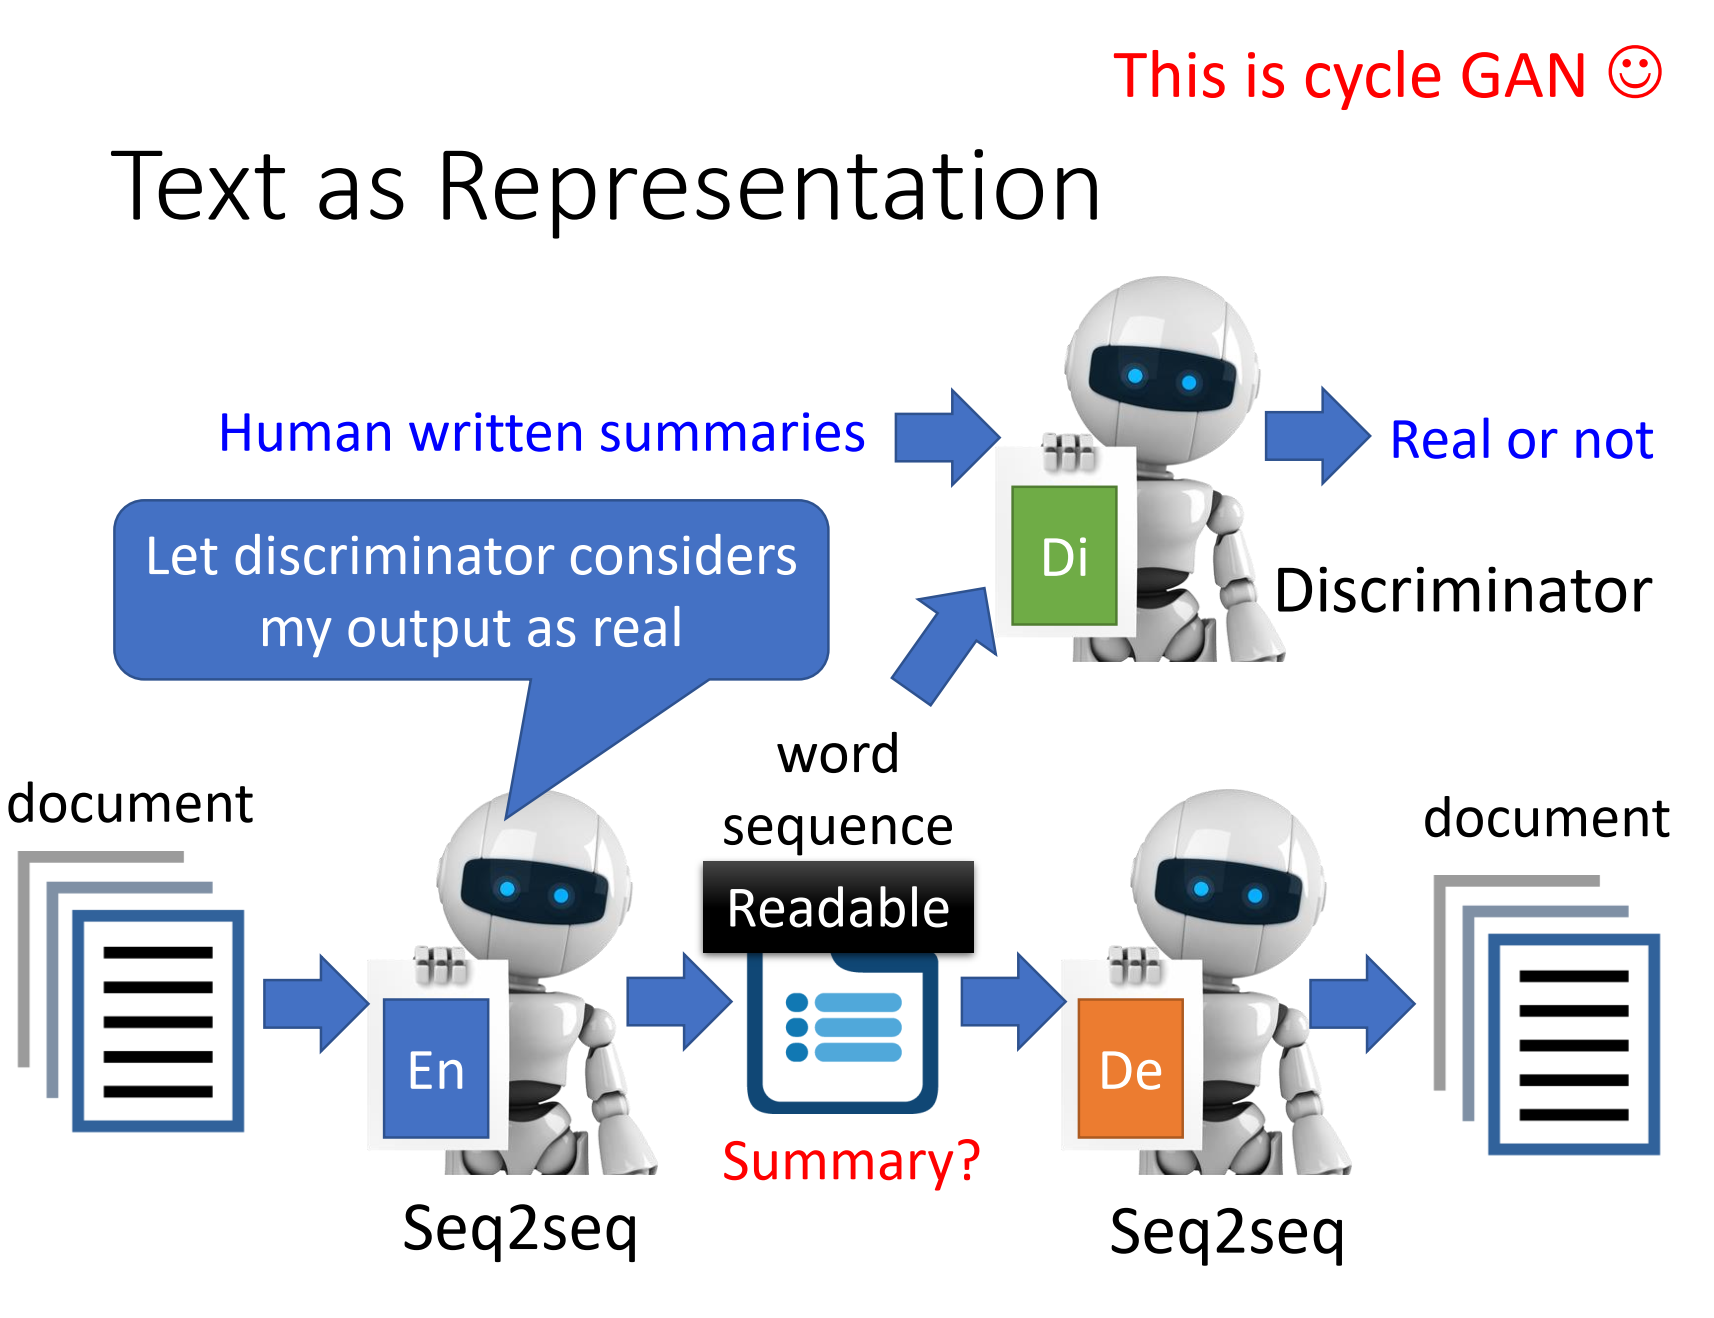 This is cycle GAN ☺
Text as Representation
Human written summaries
Real or not
Let discriminator considers
my output as real
Di
Discriminator
word
sequence
document
document
Readable
En
De
Summary?
Seq2seq
Seq2seq